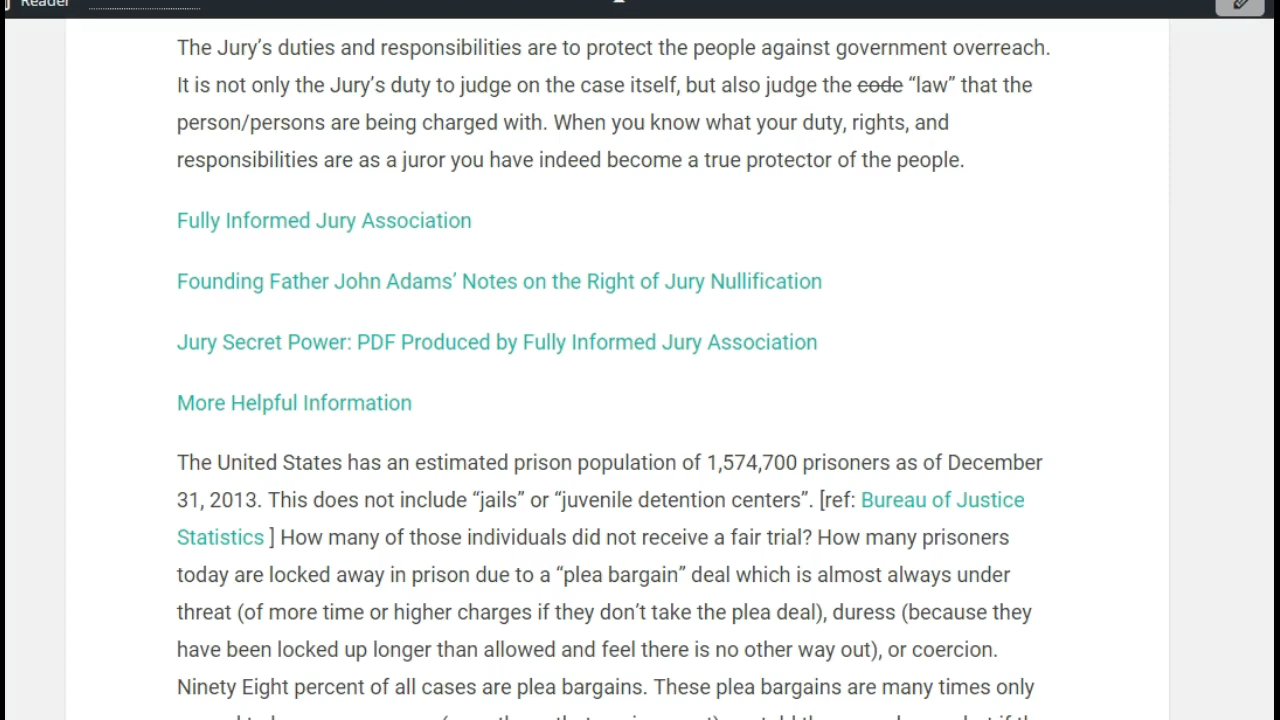 Reader
The Jury’s duties and responsibilities are to protect the people against government overreach.
It is not only the Jury’s duty to judge on the case itself, but also judge the code “law” that the
person/persons are being charged with. When you know what your duty, rights, and
responsibilities are as a juror you have indeed become a true protector of the people.
Fully Informed Jury Association
Founding Father John Adams’ Notes on the Right of Jury Nullification
Jury Secret Power: PDF Produced by Fully Informed Jury Association
More Helpful Information
The United States has an estimated prison population of 1,574,700 prisoners as of December
31, 2013. This does not include “jails” or “juvenile detention centers”. [ref: Bureau of Justice
Statistics ] How many of those individuals did not receive a fair trial? How many prisoners
today are locked away in prison due to a “plea bargain” deal which is almost always under
threat (of more time or higher charges if they don’t take the plea deal), duress (because they
have been locked up longer than allowed and feel there is no other way out), or coercion.
Ninety Eight percent of all cases are plea bargains. These plea bargains are many times only